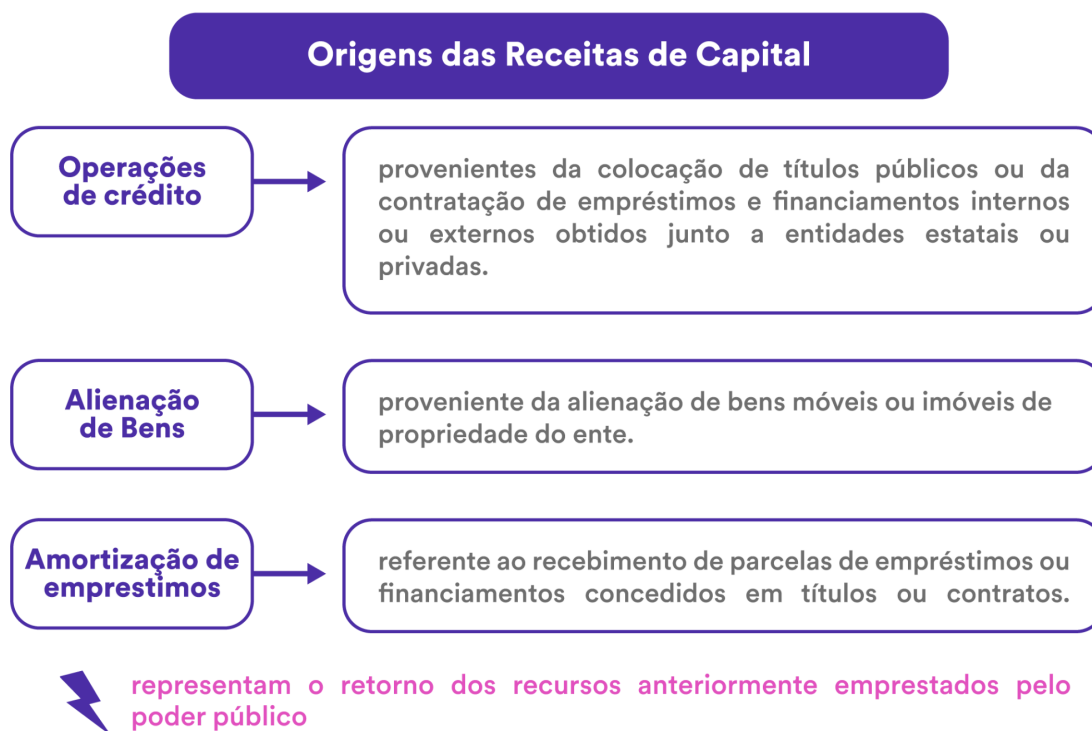 Origens das Receitas de Capital
Operações
de crédito
provenientes da colocação de títulos públicos ou da
contratação de empréstimos e financiamentos internos
ou externos obtidos junto a entidades estatais ou
privadas.
Alienação
de Bens
proveniente da alienação de bens móveis ou imóveis de
propriedade do ente.
Amortização de
emprestimos
referente ao recebimento de parcelas de empréstimos ou
financiamentos concedidos em títulos ou contratos.
representam o retorno dos recursos anteriormente emprestados pelo
poder público